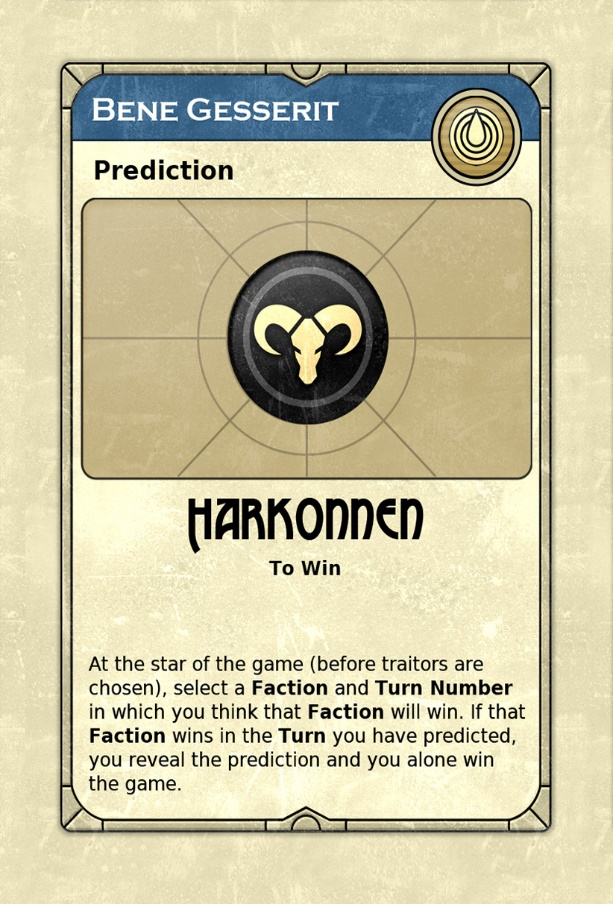 Bene Gesserit
Prediction
HARKONNEN
To Win
At the star of the game (before traitors are
chosen), select a Faction and Turn Number
in which you think that Faction will win. If that
Faction wins in the Turn you have predicted,
you reveal the prediction and you alone win
the game.